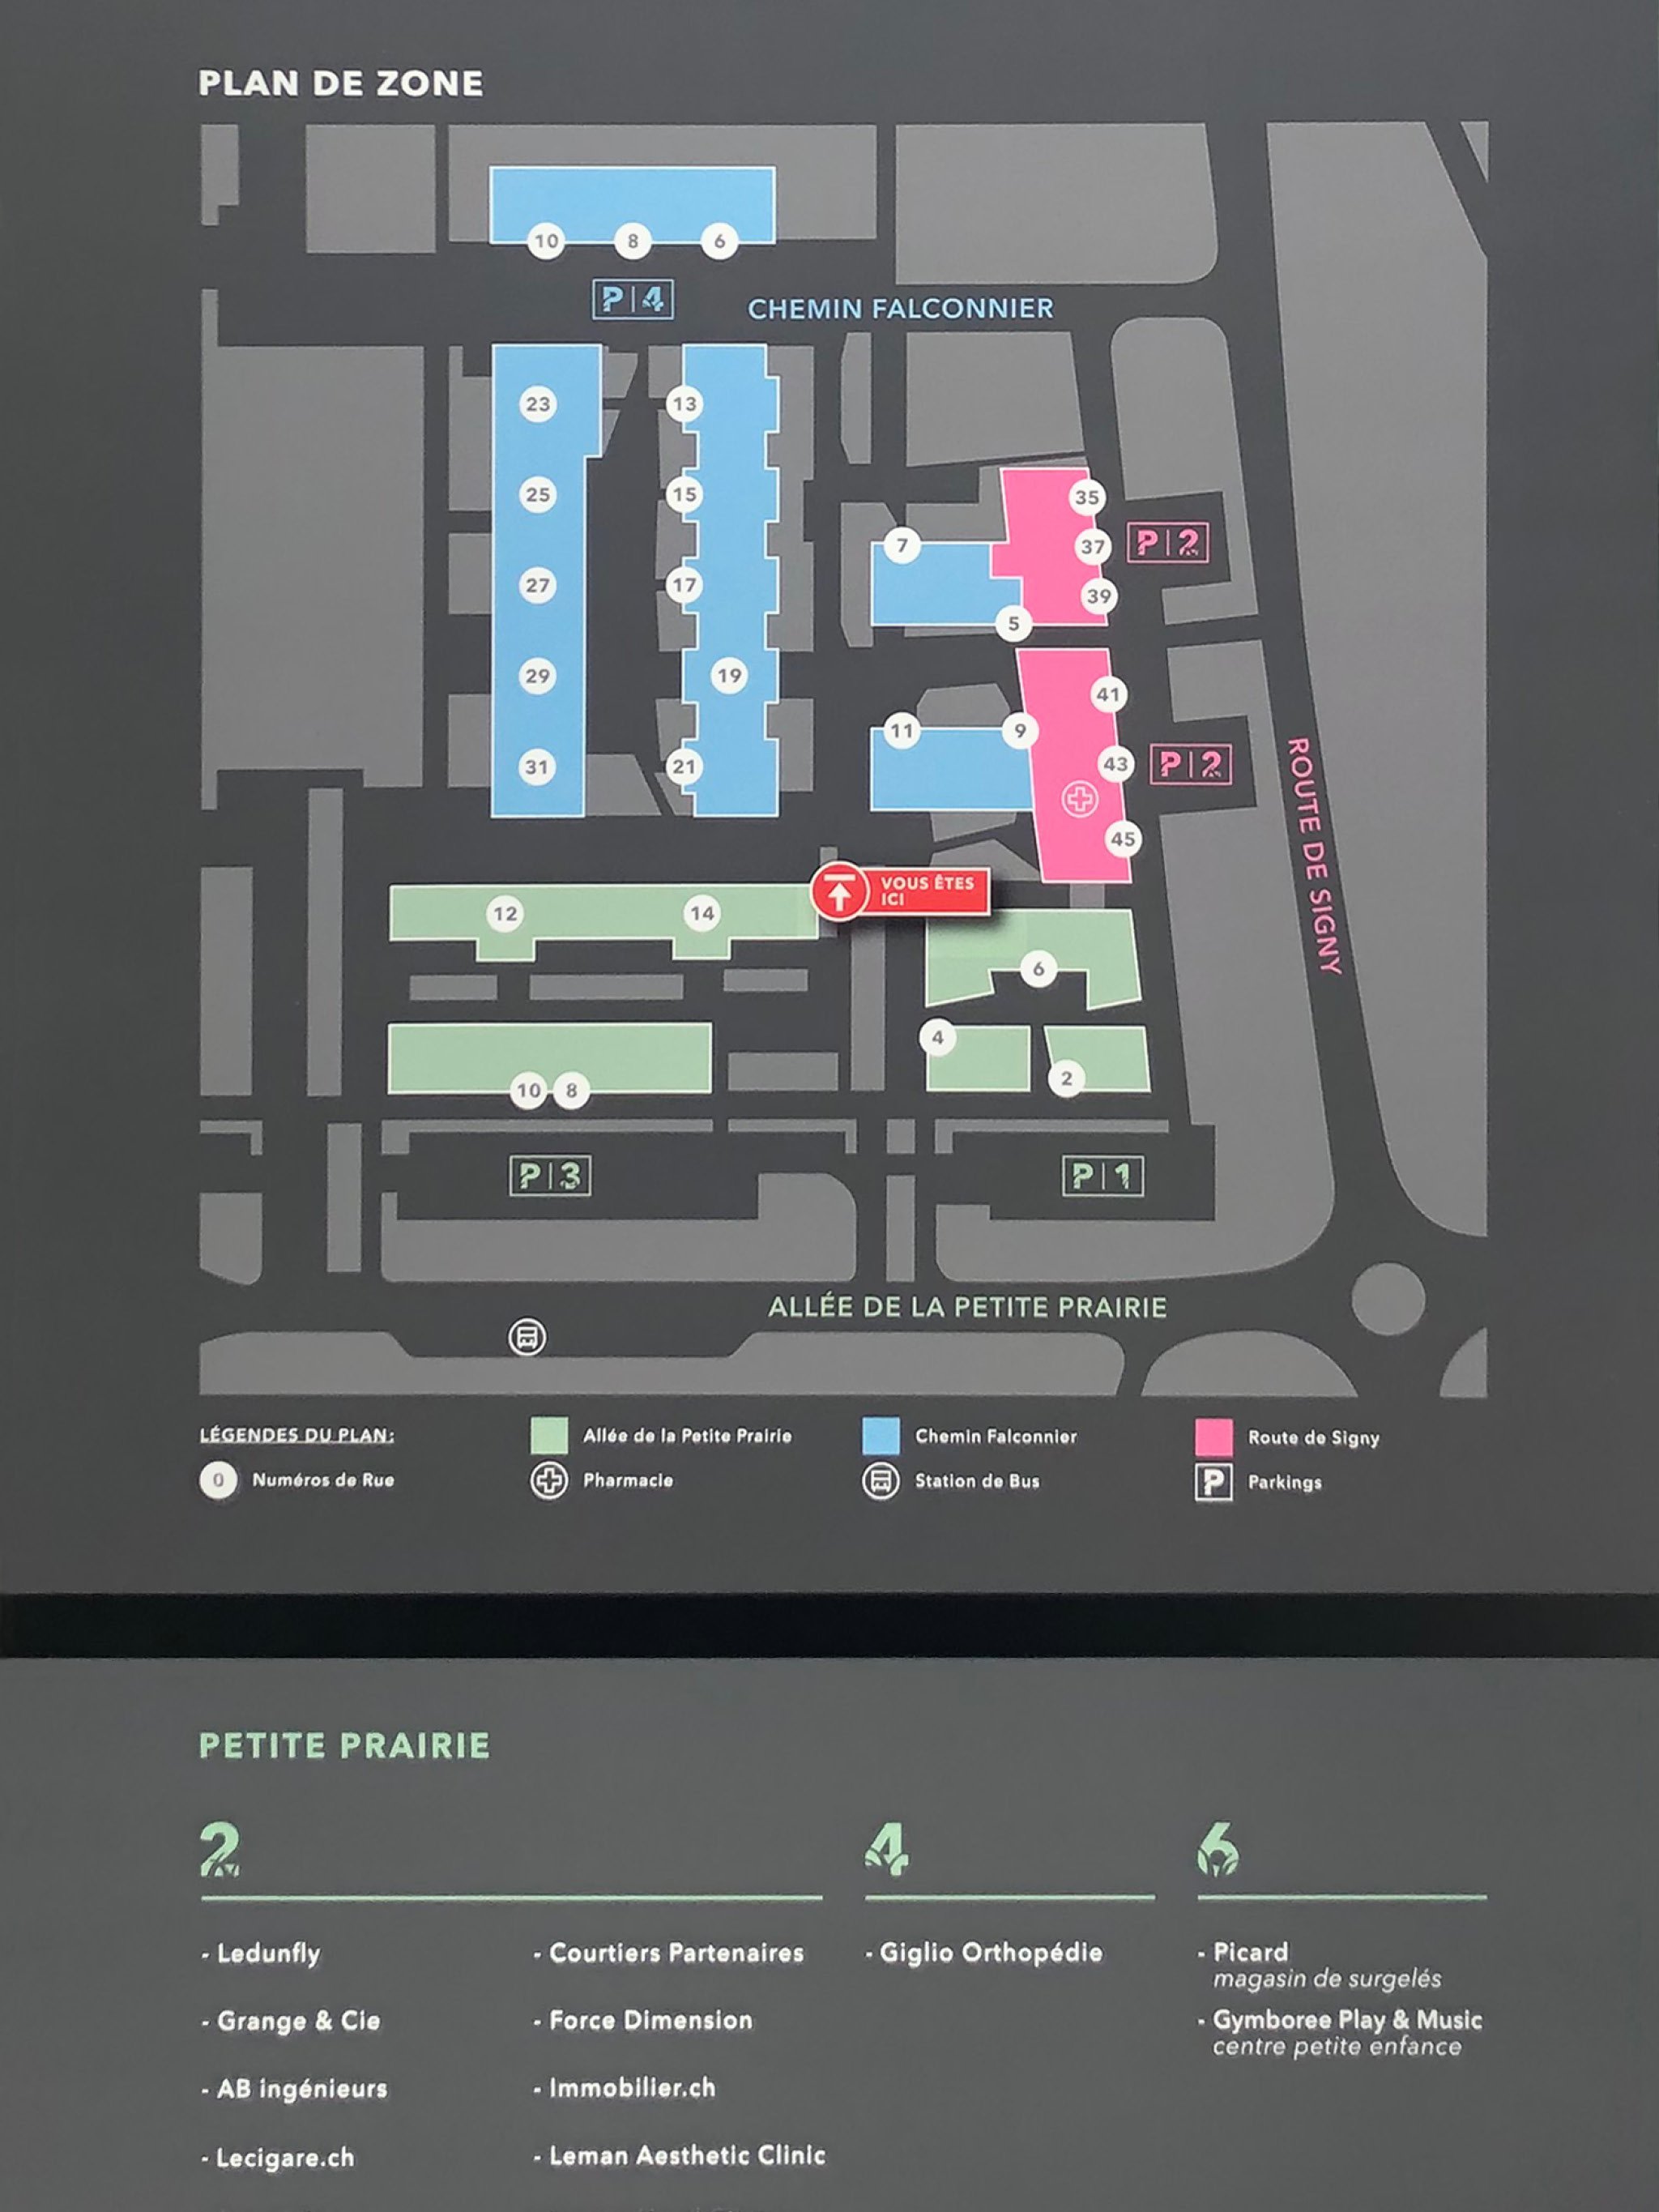 PLAN DE ZONE
10 8 6
P|4
CHEMIN FALCONNIER
23
13
25
15
35
7
37
P|2
27
17
39
5
29
19
41
11
9
31
21
43
P|2
45
ROUTE DE SIGNY
VOUS ÊTES
ICI
12
14
6
4
2
10 8
P|3
P|1
ALLÉE DE LA PETITE PRAIRIE
LÉGENDES DU PLAN:
Allée de la Petite Prairie
Chemin Falconnier
Route de Signy
0 Numéros de Rue
Pharmacie
Station de Bus
P Parkings
PETITE PRAIRIE
2
- Ledunfly
- Grange & Cie
- AB ingénieurs
- Lecigare.ch
- Courtiers Partenaires
- Force Dimension
- Immobilier.ch
- Leman Aesthetic Clinic
4
- Giglio Orthopédie
6
- Picard
magasin de surgelés
- Gymboree Play & Music
centre petite enfance